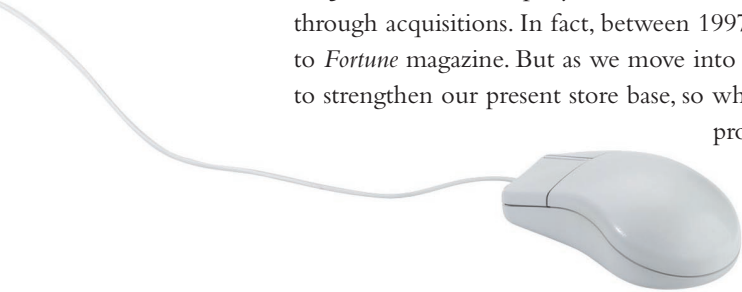 through acquisitions. In fact, between 1997
to Fortune magazine. But as we move into
to strengthen our present store base, so wh
pro